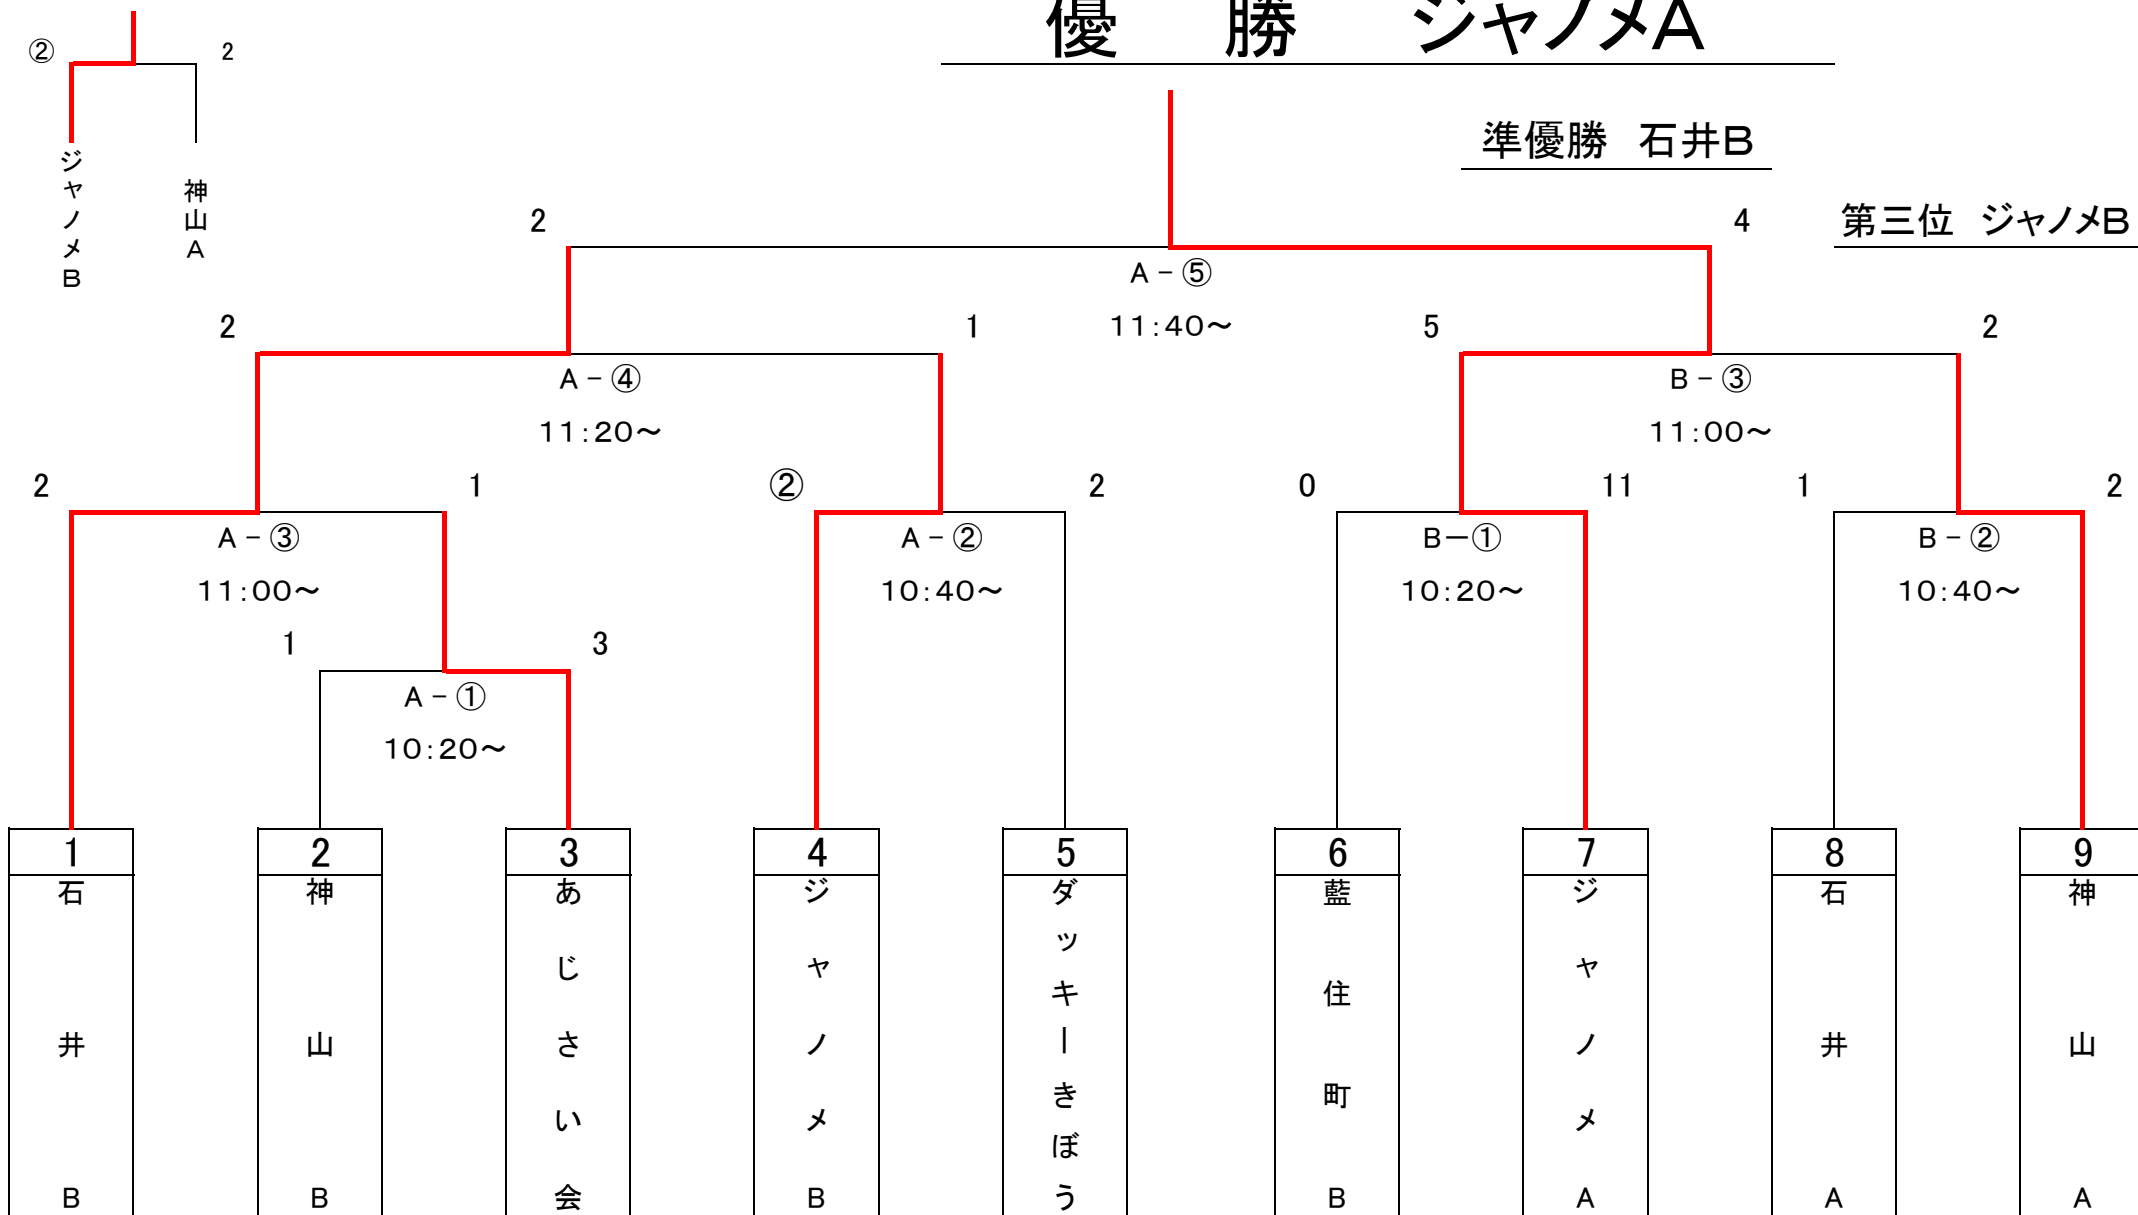 優　勝　ジャノメA
② 2
準優勝　石井B
ジャノメB
神山A
2 4
第三位　ジャノメB
A－⑤
11:40～
2 1 5 2
A－④
11:20～
B－③
11:00～
2 1 ② 2 0 11 1 2
A－③
11:00～
A－②
10:40～
B－①
10:20～
B－②
10:40～
1 3
A－①
10:20～
1 2 3 4 5 6 7 8 9
石井B
神山B
あじさい会
ジャノメB
ダッキーきぼう
藍住町B
ジャノメA
石井A
神山A